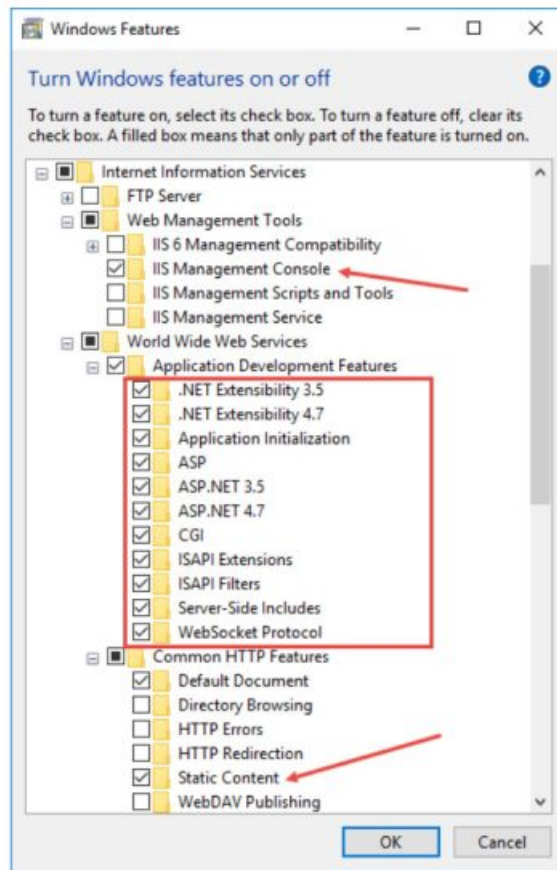 Windows Features
Turn Windows features on or off
To turn a feature on, select its check box. To turn a feature off, clear its
check box. A filled box means that only part of the feature is turned on.
Internet Information Services
FTP Server
Web Management Tools
IIS 6 Management Compatibility
IIS Management Console
IIS Management Scripts and Tools
IIS Management Service
World Wide Web Services
Application Development Features
.NET Extensibility 3.5
.NET Extensibility 4.7
Application Initialization
ASP
ASP.NET 3.5
ASP.NET 4.7
CGI
ISAPI Extensions
ISAPI Filters
Server-Side Includes
WebSocket Protocol
Common HTTP Features
Default Document
Directory Browsing
HTTP Errors
HTTP Redirection
Static Content
WebDAV Publishing
OK Cancel